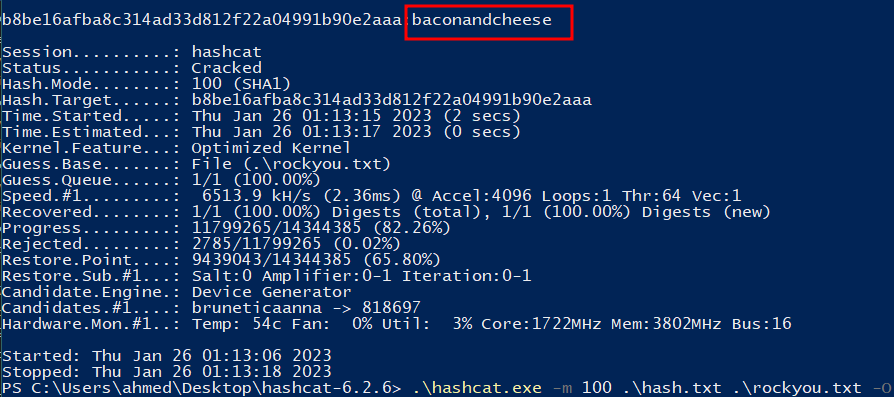 b8be16afba8c314ad33d812f22a04991b90e2aaa:baconandcheese
Session..........: hashcat
Status...........: Cracked
Hash.Mode........: 100 (SHA1)
Hash.Target......: b8be16afba8c314ad33d812f22a04991b90e2aaa
Time.Started.....: Thu Jan 26 01:13:15 2023 (2 secs)
Time.Estimated...: Thu Jan 26 01:13:17 2023 (0 secs)
Kernel.Feature...: Optimized Kernel
Guess.Base.......: File (.\rockyou.txt)
Guess.Queue......: 1/1 (100.00%)
Speed.#1.........:  6513.9 kH/s (2.36ms) @ Accel:4096 Loops:1 Thr:64 Vec:1
Recovered........: 1/1 (100.00%) Digests (total), 1/1 (100.00%) Digests (new)
Progress.........: 11799265/14344385 (82.26%)
Rejected.........: 2785/11799265 (0.02%)
Restore.Point....: 9439043/14344385 (65.80%)
Restore.Sub.#1...: Salt:0 Amplifier:0-1 Iteration:0-1
Candidate.Engine.: Device Generator
Candidates.#1....: bruneticaanna -> 818697
Hardware.Mon.#1..: Temp: 54c Fan:  0% Util:  3% Core:1722MHz Mem:3802MHz Bus:16
Started: Thu Jan 26 01:13:06 2023
Stopped: Thu Jan 26 01:13:18 2023
PS C:\Users\ahmed\Desktop\hashcat-6.2.6> .\hashcat.exe -m 100 .\hash.txt .\rockyou.txt -O